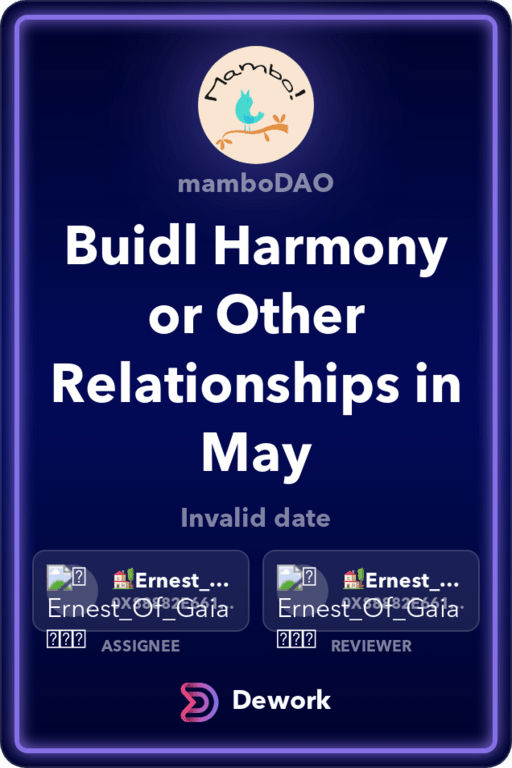 Mambo!
mamboDAO
Buidl Harmony
or Other
Relationships in
May
Invalid date
🏡Ernest_... 🏡Ernest_...
Ernest_Of_Gaia Ernest_Of_Gaia
ASSIGNEE REVIEWER
Dework